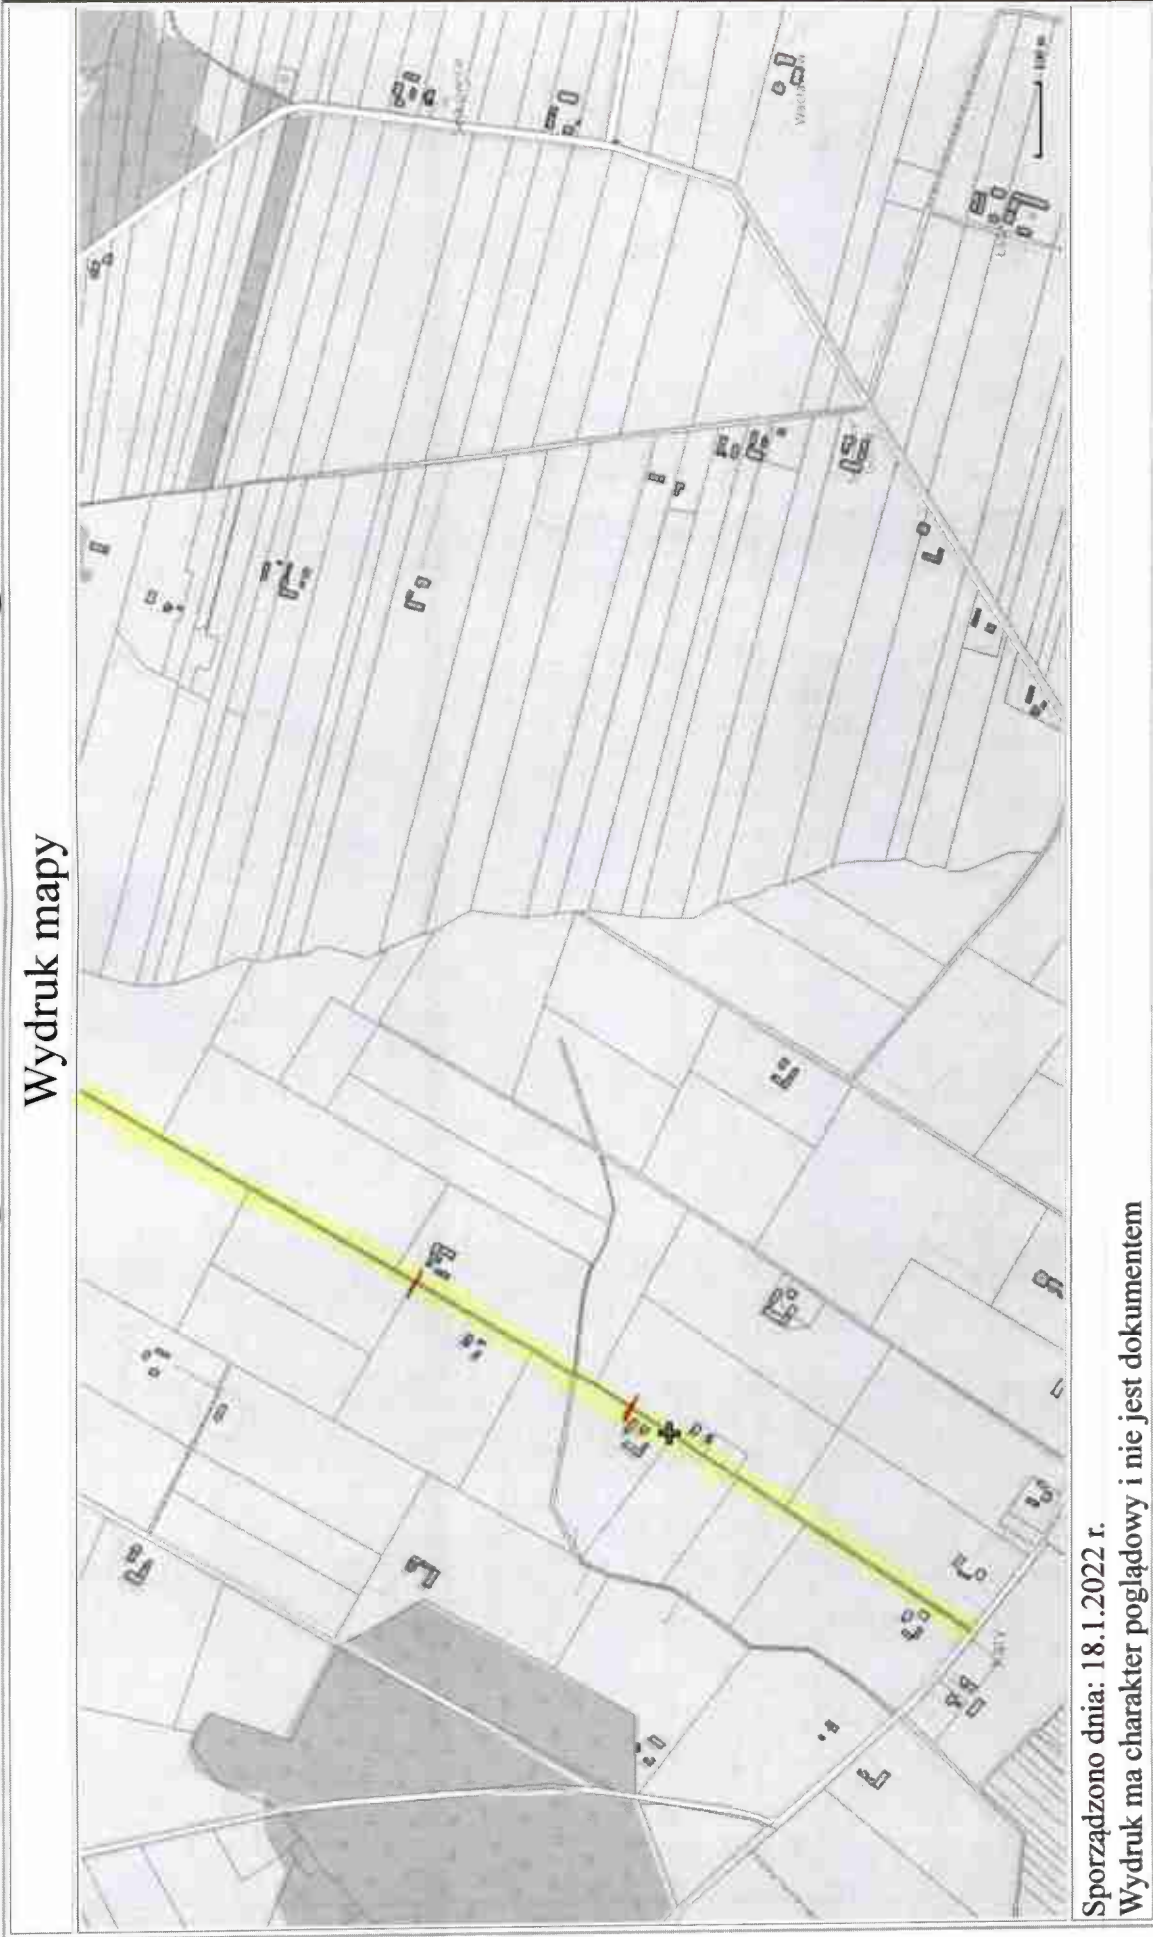 Wydruk mapy
Sporządzono dnia: 18.1.2022 r.
Wydruk ma charakter poglądowy i nie jest dokumentem